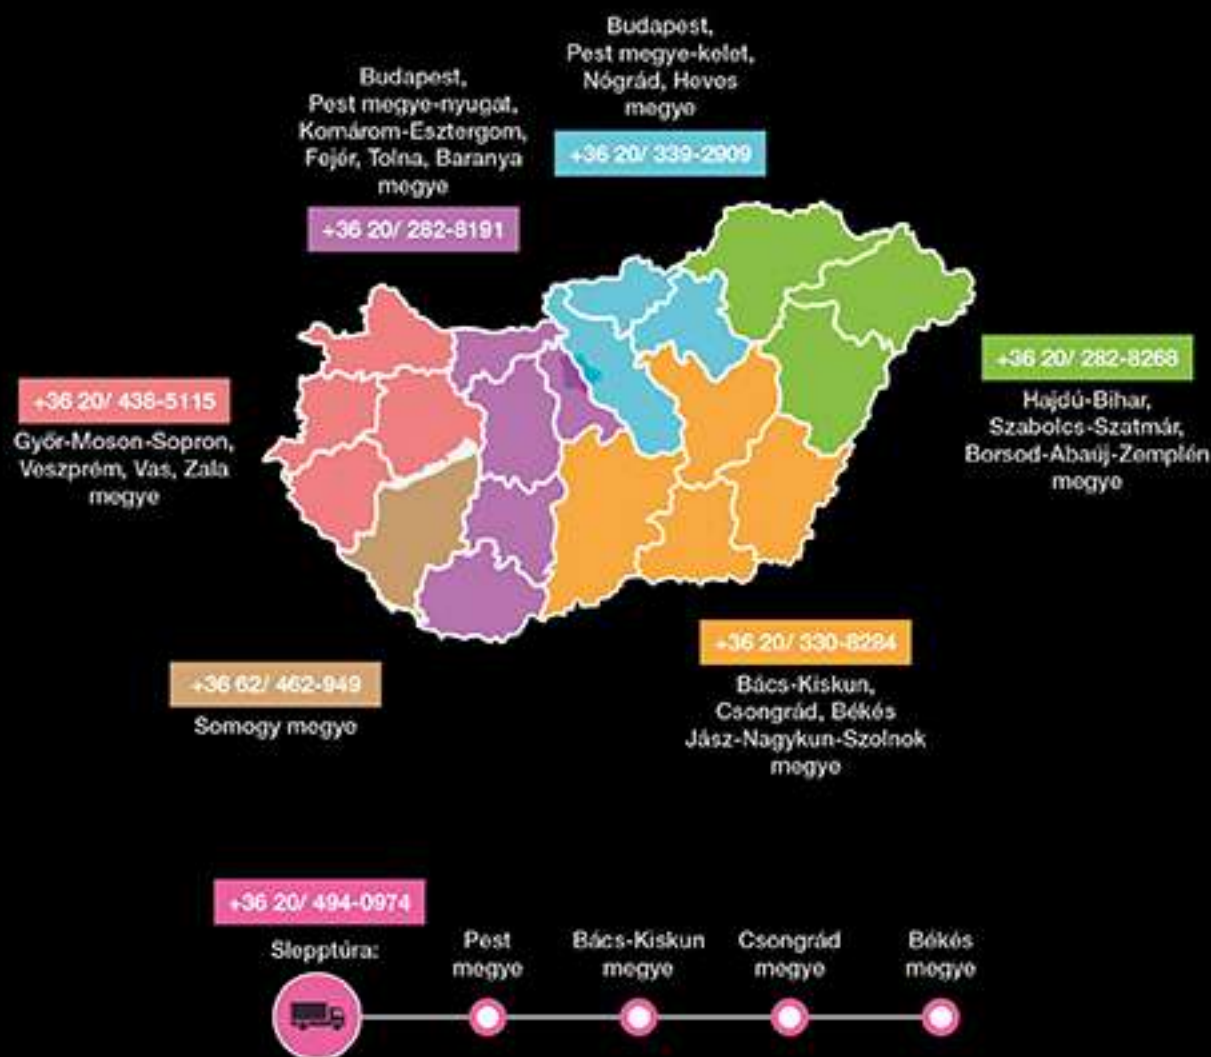 Budapest,
Pest megye-kelet,
Nógrád, Heves
megye
+36 20/ 339-2909
Budapest,
Pest megye-nyugat,
Komárom-Esztergom,
Fejér, Tolna, Baranya
megye
+36 20/ 282-8191
+36 20/ 282-8268
Hajdú-Bihar,
Szabolcs-Szatmár,
Borsod-Abaúj-Zemplén
megye
+36 20/ 438-5115
Győr-Moson-Sopron,
Veszprém, Vas, Zala
megye
+36 20/ 330-8284
Bács-Kiskun,
Csongrád, Békés
Jász-Nagykun-Szolnok
megye
+36 62/ 462-949
Somogy megye
+36 20/ 494-0974
Slepptúra:
Pest
megye
Bács-Kiskun
megye
Csongrád
megye
Békés
megye